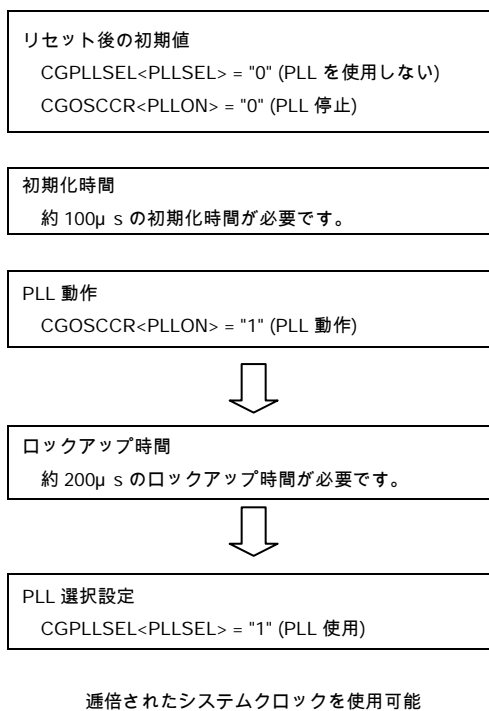 リセット後の初期値
CGPLLSEL<PLLSEL> = "0" (PLL を使用しない)
CGOSCCR<PLLON> = "0" (PLL 停止)
初期化時間
約 100μ s の初期化時間が必要です。
PLL 動作
CGOSCCR<PLLON> = "1" (PLL 動作)
ロックアップ時間
約 200μ s のロックアップ時間が必要です。
PLL 選択設定
CGPLLSEL<PLLSEL> = "1" (PLL 使用)
逓倍されたシステムクロックを使用可能